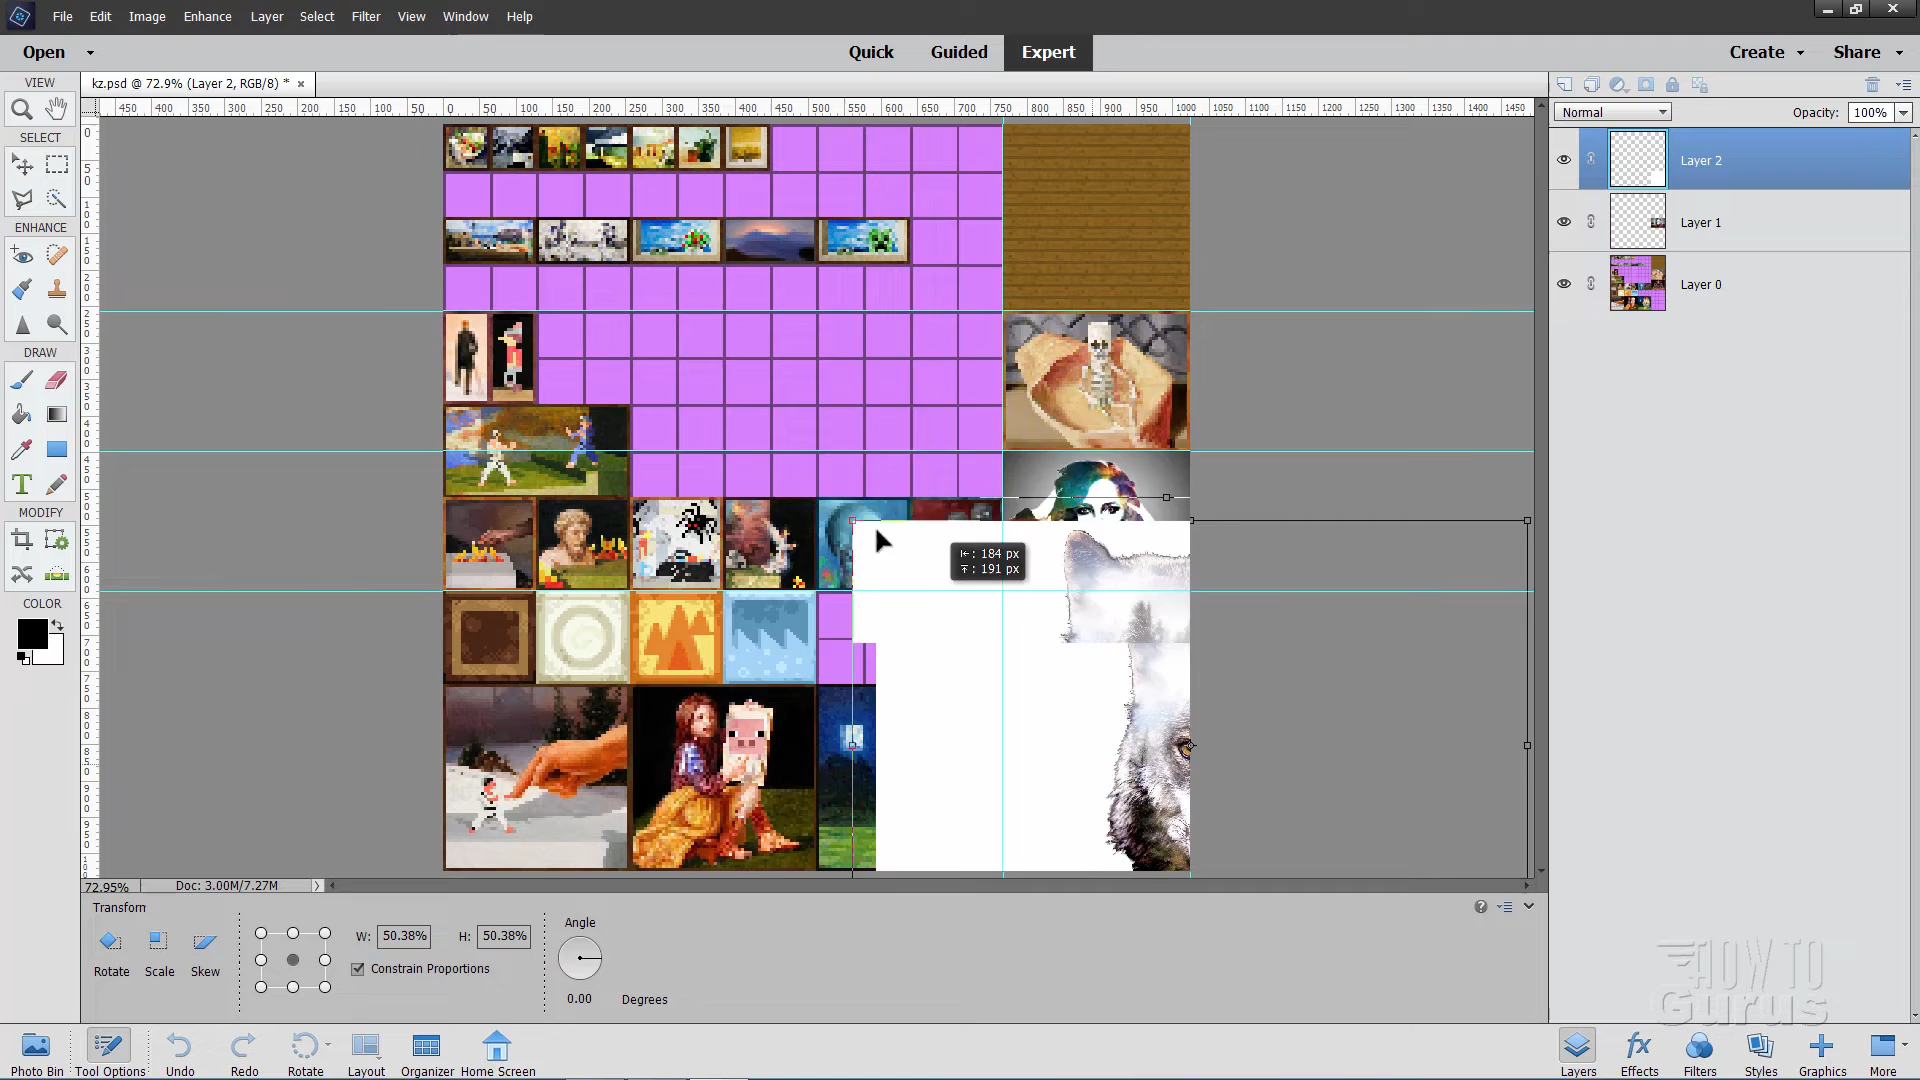 File Edit Image Enhance Layer Select Filter View Window Help
Open Quick Guided Expert Create Share
VIEW
kz.psd @ 72.9% (Layer 2, RGB/8) * ×
450 400 350 300 250 200 150 100 50 0 50 100 150 200 250 300 350 400 450 500 550 600 650 700 750 800 850 900 950 1000 1050 1100 1150 1200 1250 1300 1350 1400 1450
Normal Opacity: 100%
SELECT
Layer 2
Layer 1
ENHANCE
Layer 0
DRAW
T
MODIFY
←: 184 px
: 191 px
COLOR
72.95% Doc: 3.00M/7.27M
Transform
Angle
W: 50.38% H: 50.38%
Constrain Proportions
Rotate Scale Skew
0.00 Degrees
HOW TO
Gurus
Photo Bin Tool Options Undo Redo Rotate Layout Organizer Home Screen
fx
Layers Effects Filters Styles Graphics More